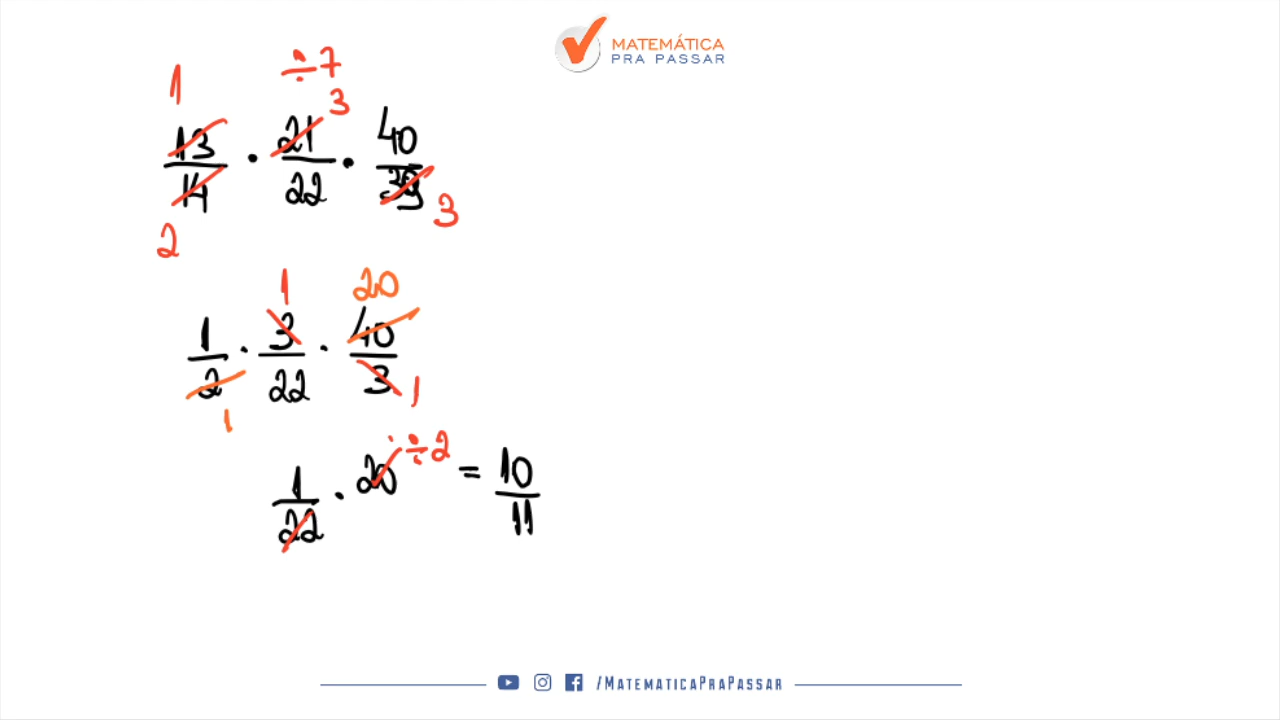 MATEMÁTICA
PRA PASSAR
÷7
1 3
13/14 · 21/22 · 40/39
2 3
1 20
1/2 · 3/22 · 40/3
1 1
÷2
1/22 · 20 = 10/11
/MATEMATICAPRAPASSAR